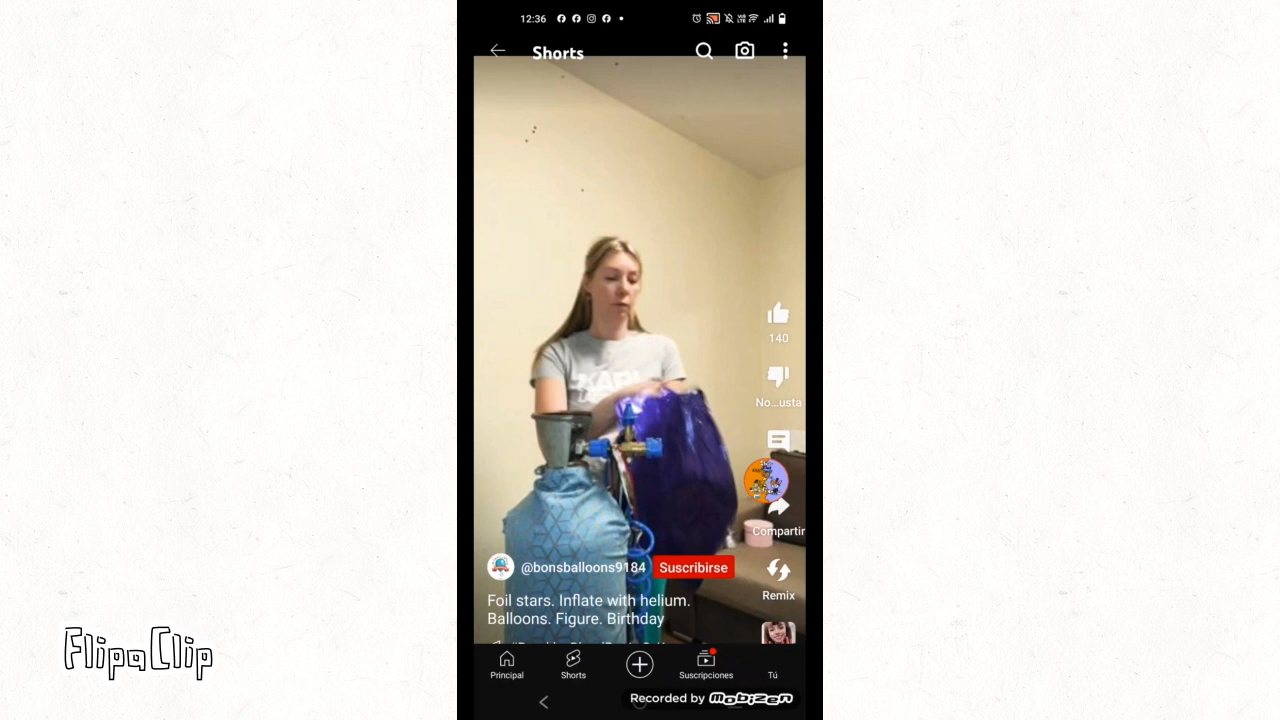 12:36
Shorts
KARL
140
No...usta
Compartir
@bonsballoons9184 Suscribirse
Remix
Foil stars. Inflate with helium.
Balloons. Figure. Birthday
Principal
Shorts
Suscripciones
Tú
Recorded by mobizen
FlipaClip